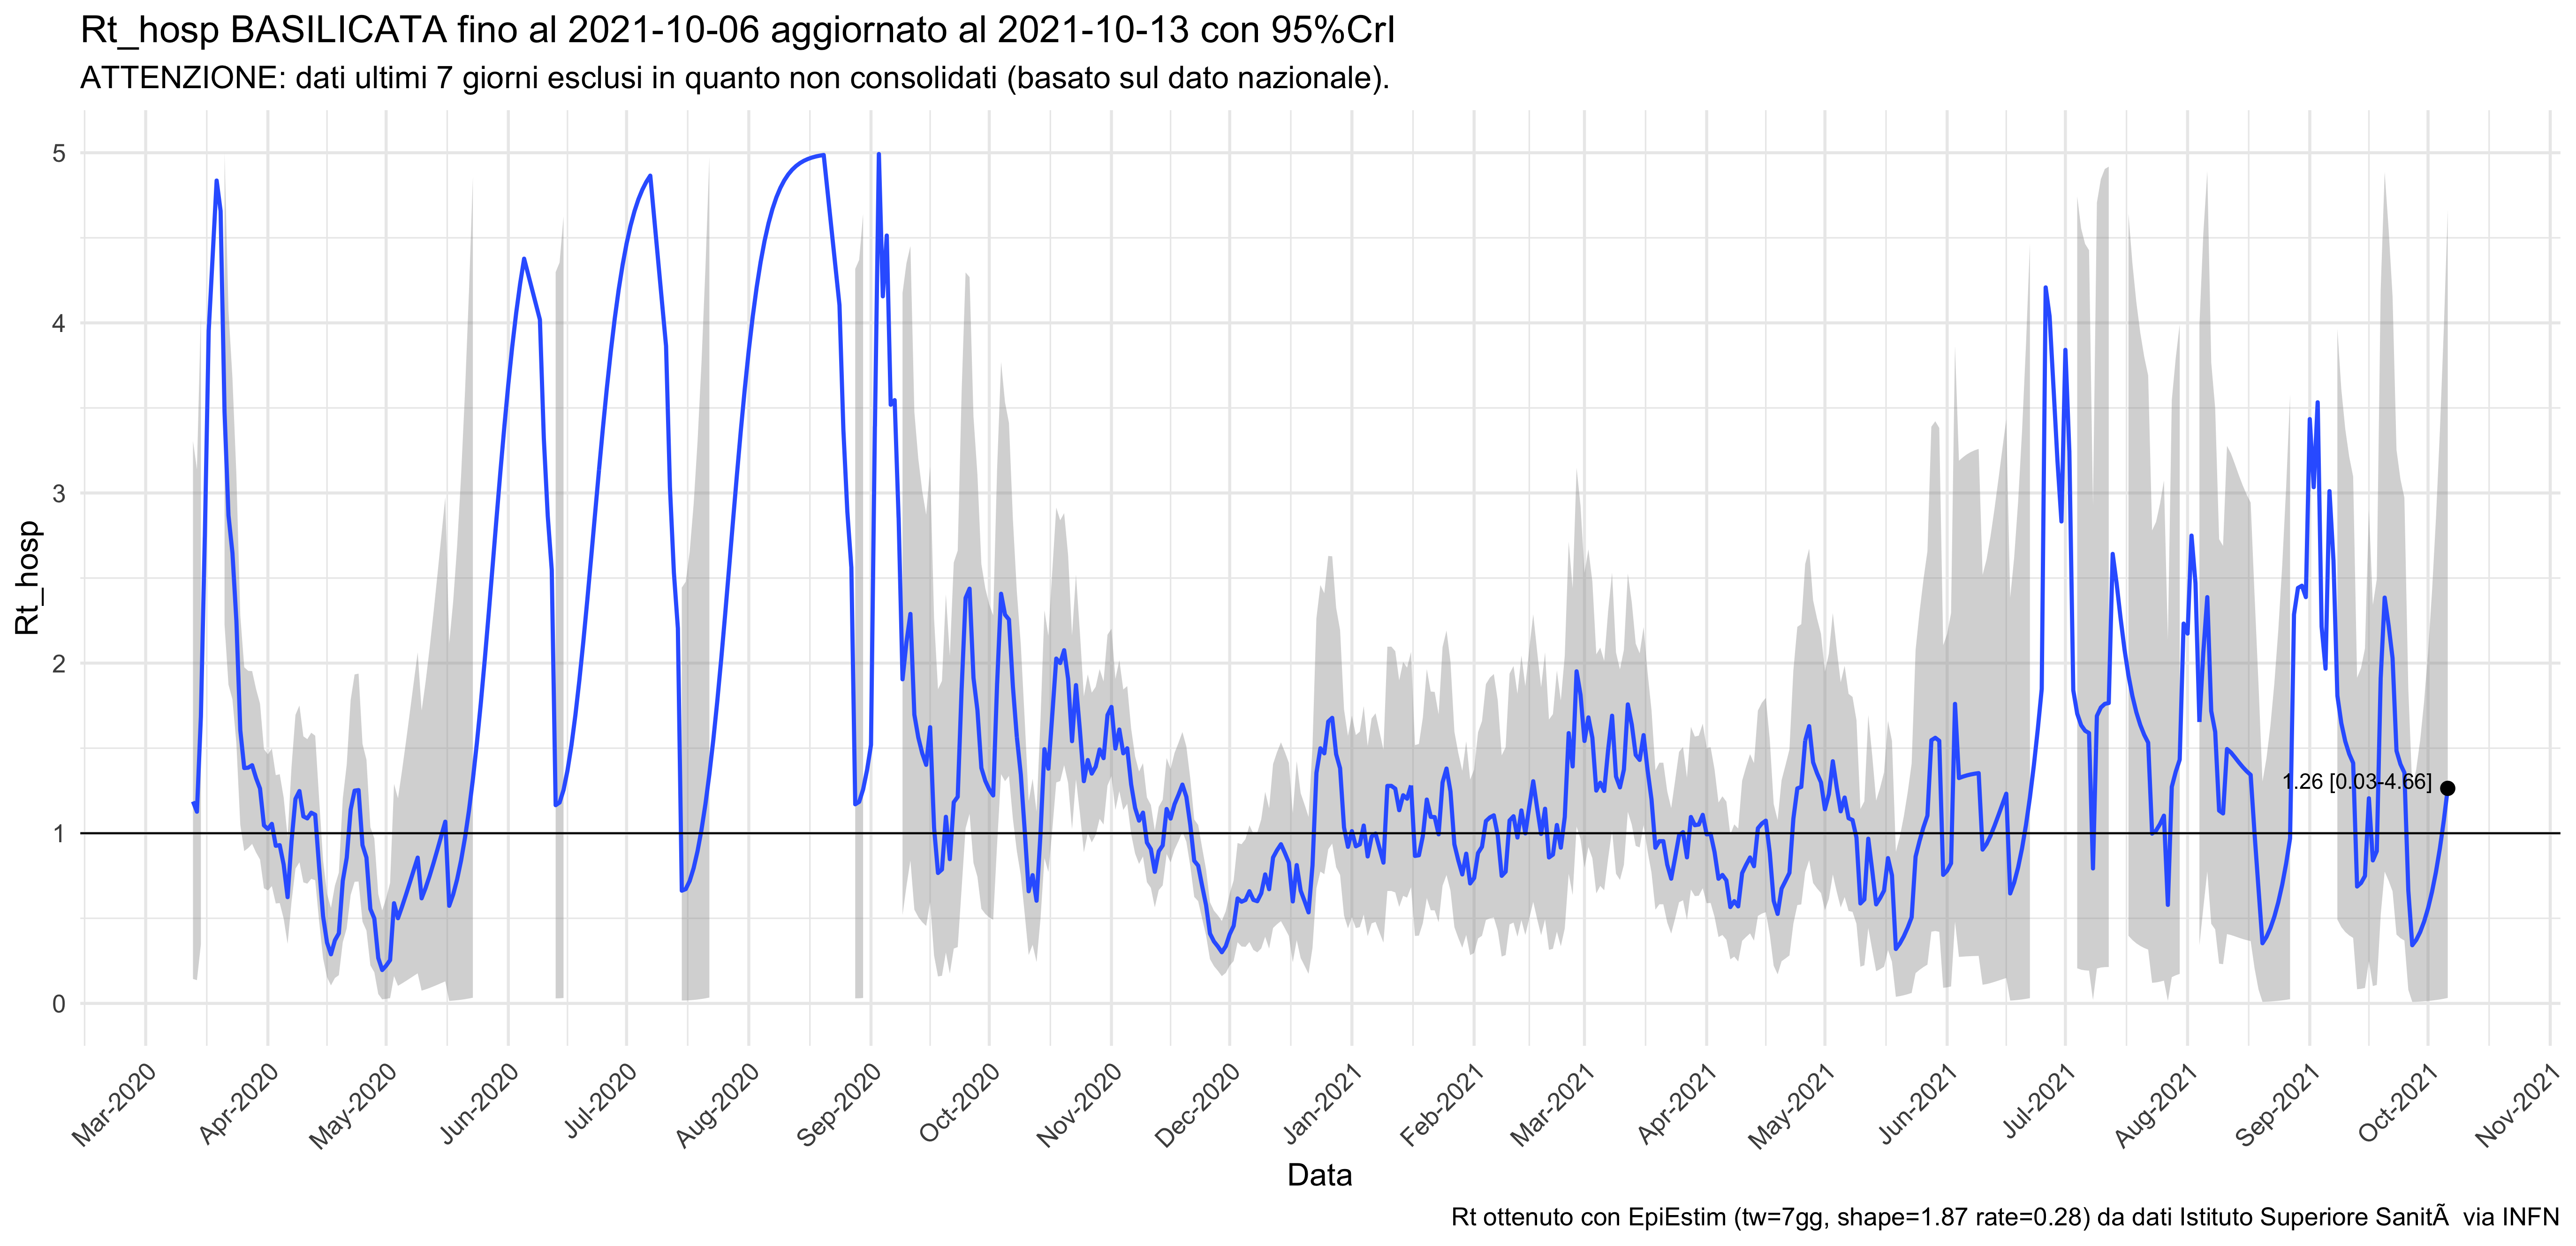 Rt_hosp BASILICATA fino al 2021-10-06 aggiornato al 2021-10-13 con 95%CrI
ATTENZIONE: dati ultimi 7 giorni esclusi in quanto non consolidati (basato sul dato nazionale).
5
4
3
2
1
0
Rt_hosp
1.26 [0.03-4.66]
Mar-2020
Apr-2020
May-2020
Jun-2020
Jul-2020
Aug-2020
Sep-2020
Oct-2020
Nov-2020
Dec-2020
Jan-2021
Feb-2021
Mar-2021
Apr-2021
May-2021
Jun-2021
Jul-2021
Aug-2021
Sep-2021
Oct-2021
Nov-2021
Data
Rt ottenuto con EpiEstim (tw=7gg, shape=1.87 rate=0.28) da dati Istituto Superiore SanitÃ  via INFN